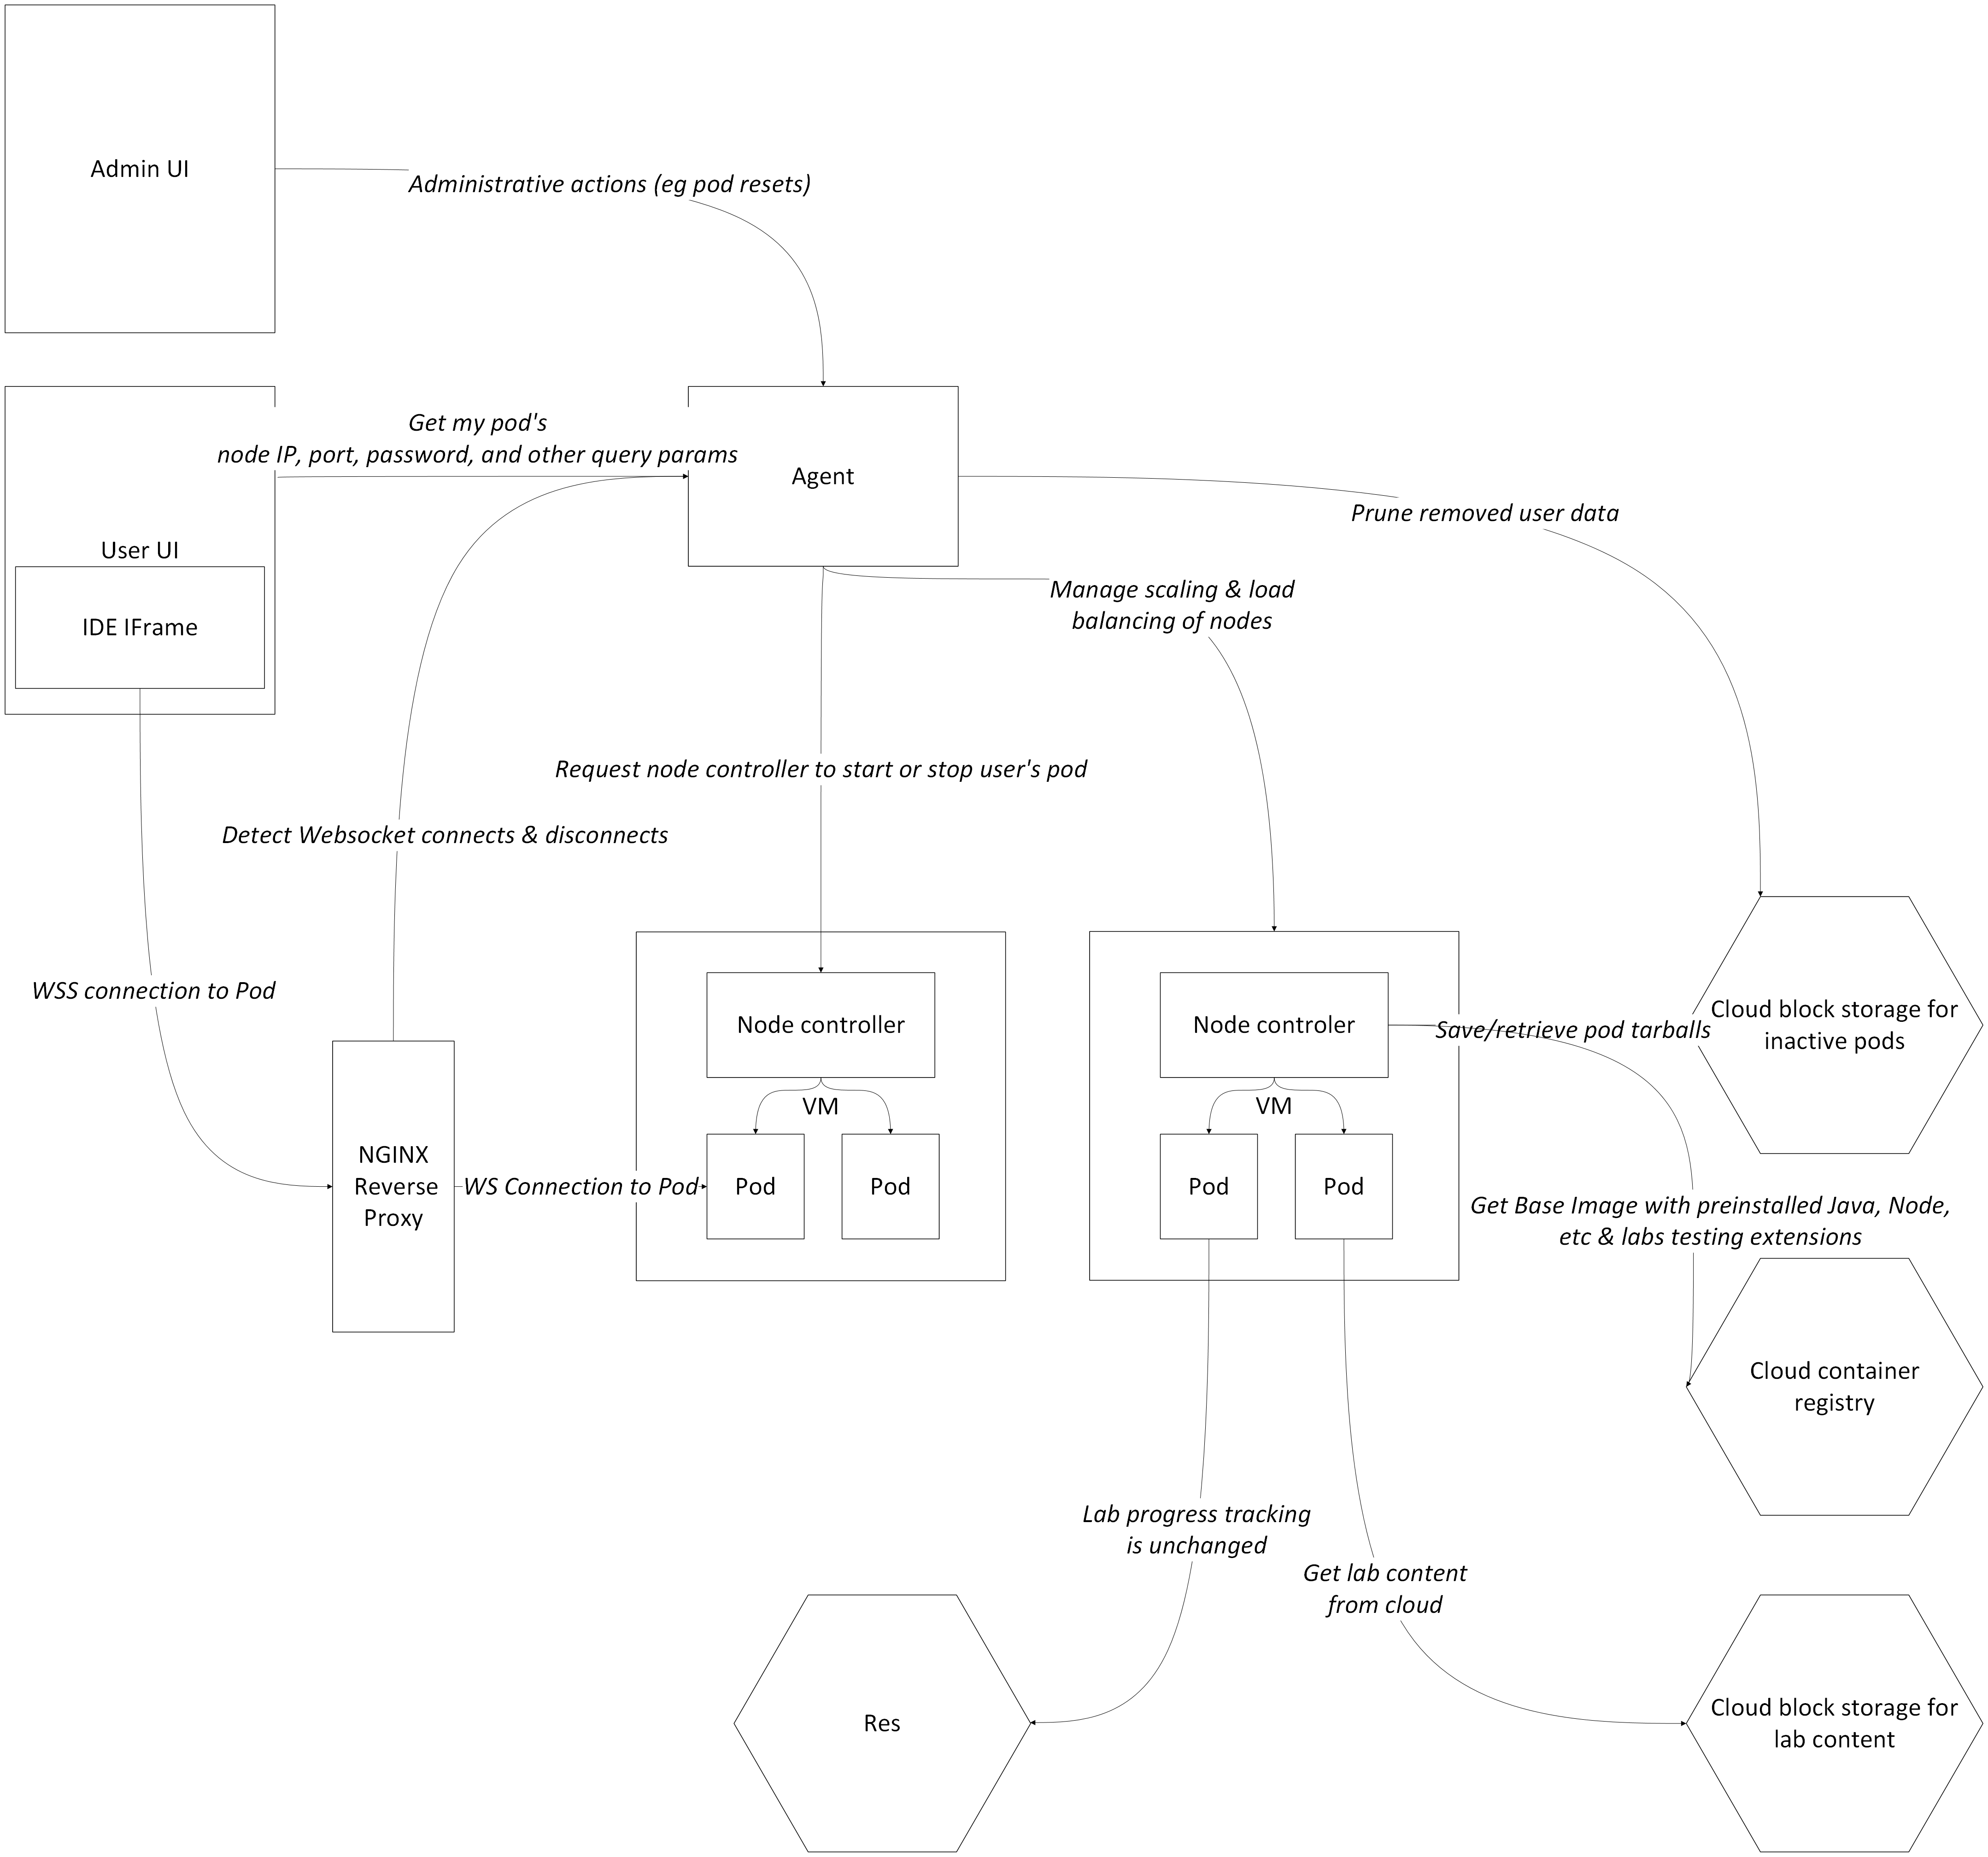 Admin UI
Administrative actions (eg pod resets)
Get my pod's
node IP, port, password, and other query params
Agent
Prune removed user data
User UI
IDE IFrame
Manage scaling & load
balancing of nodes
Request node controller to start or stop user's pod
Detect Websocket connects & disconnects
WSS connection to Pod
Node controller
VM
Pod
Pod
Node controler
VM
Pod
Pod
Save/retrieve pod tarballs
Cloud block storage for
inactive pods
NGINX
Reverse
Proxy
WS Connection to Pod
Get Base Image with preinstalled Java, Node,
etc & labs testing extensions
Cloud container
registry
Lab progress tracking
is unchanged
Get lab content
from cloud
Res
Cloud block storage for
lab content